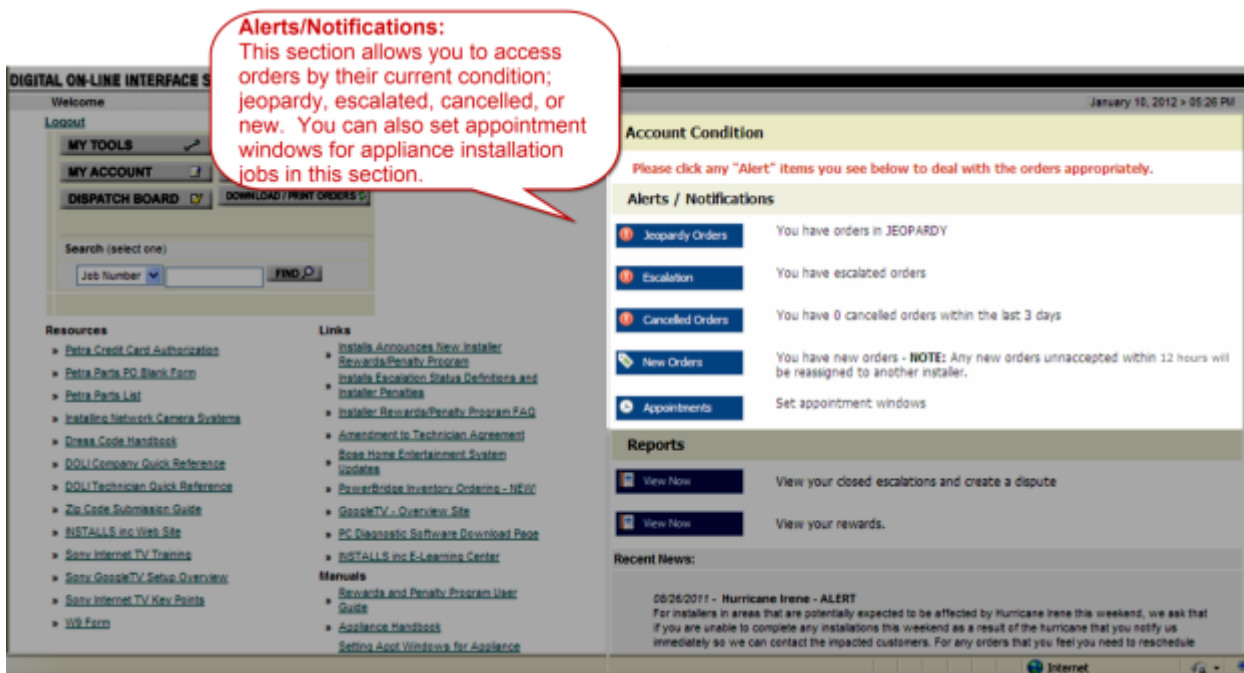 Alerts/Notifications:
This section allows you to access
orders by their current condition;
jeopardy, escalated, cancelled, or
new. You can also set appointment
windows for appliance installation
jobs in this section.
DIGITAL ON-LINE INTERFACE S
Welcome
January 10, 2012 > 05:26 PM
Logout
MY TOOLS
MY ACCOUNT
DISPATCH BOARD
DOWNLOAD / PRINT ORDERS
Search (select one)
Job Number
FIND
Resources
» Petra Credit Card Authorization
» Petra Parts PO Blank Form
» Petra Parts List
» Installing Network Camera Systems
» Dress Code Handbook
» DOLI Company Quick Reference
» DOLI Technician Quick Reference
» Zip Code Submission Guide
» INSTALLS inc Web Site
» Sony Internet TV Training
» Sony GoogleTV Setup Overview
» Sony Internet TV Key Points
» W9 Form
Links
» Installs Announces New Installer
Rewards/Penalty Program
» Installs Escalation Status Definitions and
Installer Penalties
» Installer Rewards/Penalty Program FAQ
» Amendment to Technician Agreement
» Bose Home Entertainment System
Updates
» PowerBridge Inventory Ordering - NEW!
» GoogleTV - Overview Site
» PC Diagnostic Software Download Page
» INSTALLS inc E-Learning Center
Manuals
» Rewards and Penalty Program User
Guide
» Appliance Handbook
Setting Appt Windows for Appliance
Account Condition
Please click any "Alert" items you see below to deal with the orders appropriately.
Alerts / Notifications
Jeopardy Orders You have orders in JEOPARDY
Escalation You have escalated orders
Cancelled Orders You have 0 cancelled orders within the last 3 days
New Orders You have new orders - NOTE: Any new orders unaccepted within 12 hours will
be reassigned to another installer.
Appointments Set appointment windows
Reports
View Now View your closed escalations and create a dispute
View Now View your rewards.
Recent News:
08/26/2011 - Hurricane Irene - ALERT
For installers in areas that are potentially expected to be affected by Hurricane Irene this weekend, we ask that
if you are unable to complete any installations this weekend as a result of the hurricane that you notify us
immediately so we can contact the impacted customers. For any orders that you feel you need to reschedule
Internet